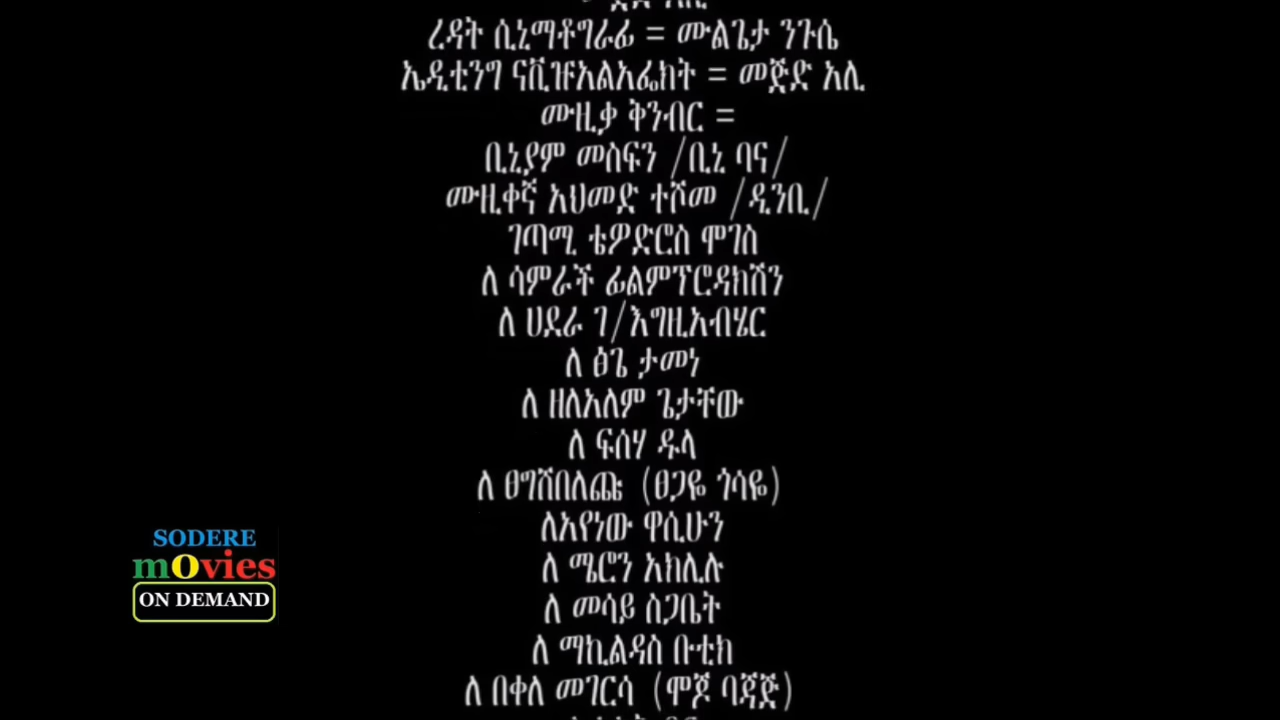 ረዳት ሲኒማቶግራፊ = ሙልጌታ ንጉሴ
ኤዲቲንግ ናቪዡአልአፌክት = መጅድ አሊ
ሙዚቃ ቅንብር =
ቢኒያም መስፍን /ቢኒ ባና/
ሙዚቀኛ አህመድ ተሾመ /ዲንቢ/
ገጣሚ ቴዎድሮስ ሞገስ
ለ ሳምራች ፊልምፕሮዳክሽን
ለ ሀደራ ገ/እግዚአብሄር
ለ ፅጌ ታመነ
ለ ዘለአለም ጌታቸው
ለ ፍሰሃ ዱላ
ለ ፀግሽበለጩ (ፀጋዬ ጎሳዬ)
ለአየነው ዋሲሁን
ለ ሜሮን አክሊሉ
ለ መሳይ ስጋቤት
ለ ማኪልዳስ ቡቲክ
ለ በቀለ መገርሳ (ሞጆ ባጃጅ)
SODERE
mOvies
ON DEMAND